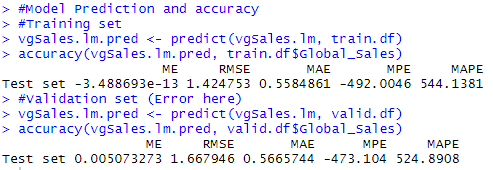 > #Model Prediction and accuracy
> #Training set
> vgSales.lm.pred <- predict(vgSales.lm, train.df)
> accuracy(vgSales.lm.pred, train.df$Global_Sales)
ME RMSE MAE MPE MAPE
Test set -3.488693e-13 1.424753 0.5584861 -492.0046 544.1381
> #Validation set (Error here)
> vgSales.lm.pred <- predict(vgSales.lm, valid.df)
> accuracy(vgSales.lm.pred, valid.df$Global_Sales)
ME RMSE MAE MPE MAPE
Test set 0.005073273 1.667946 0.5665744 -473.104 524.8908